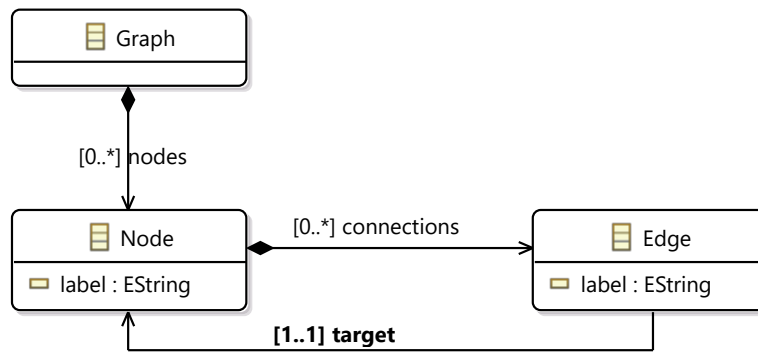 Graph
[0..*] nodes
Node
label : EString
[0..*] connections
Edge
label : EString
[1..1] target